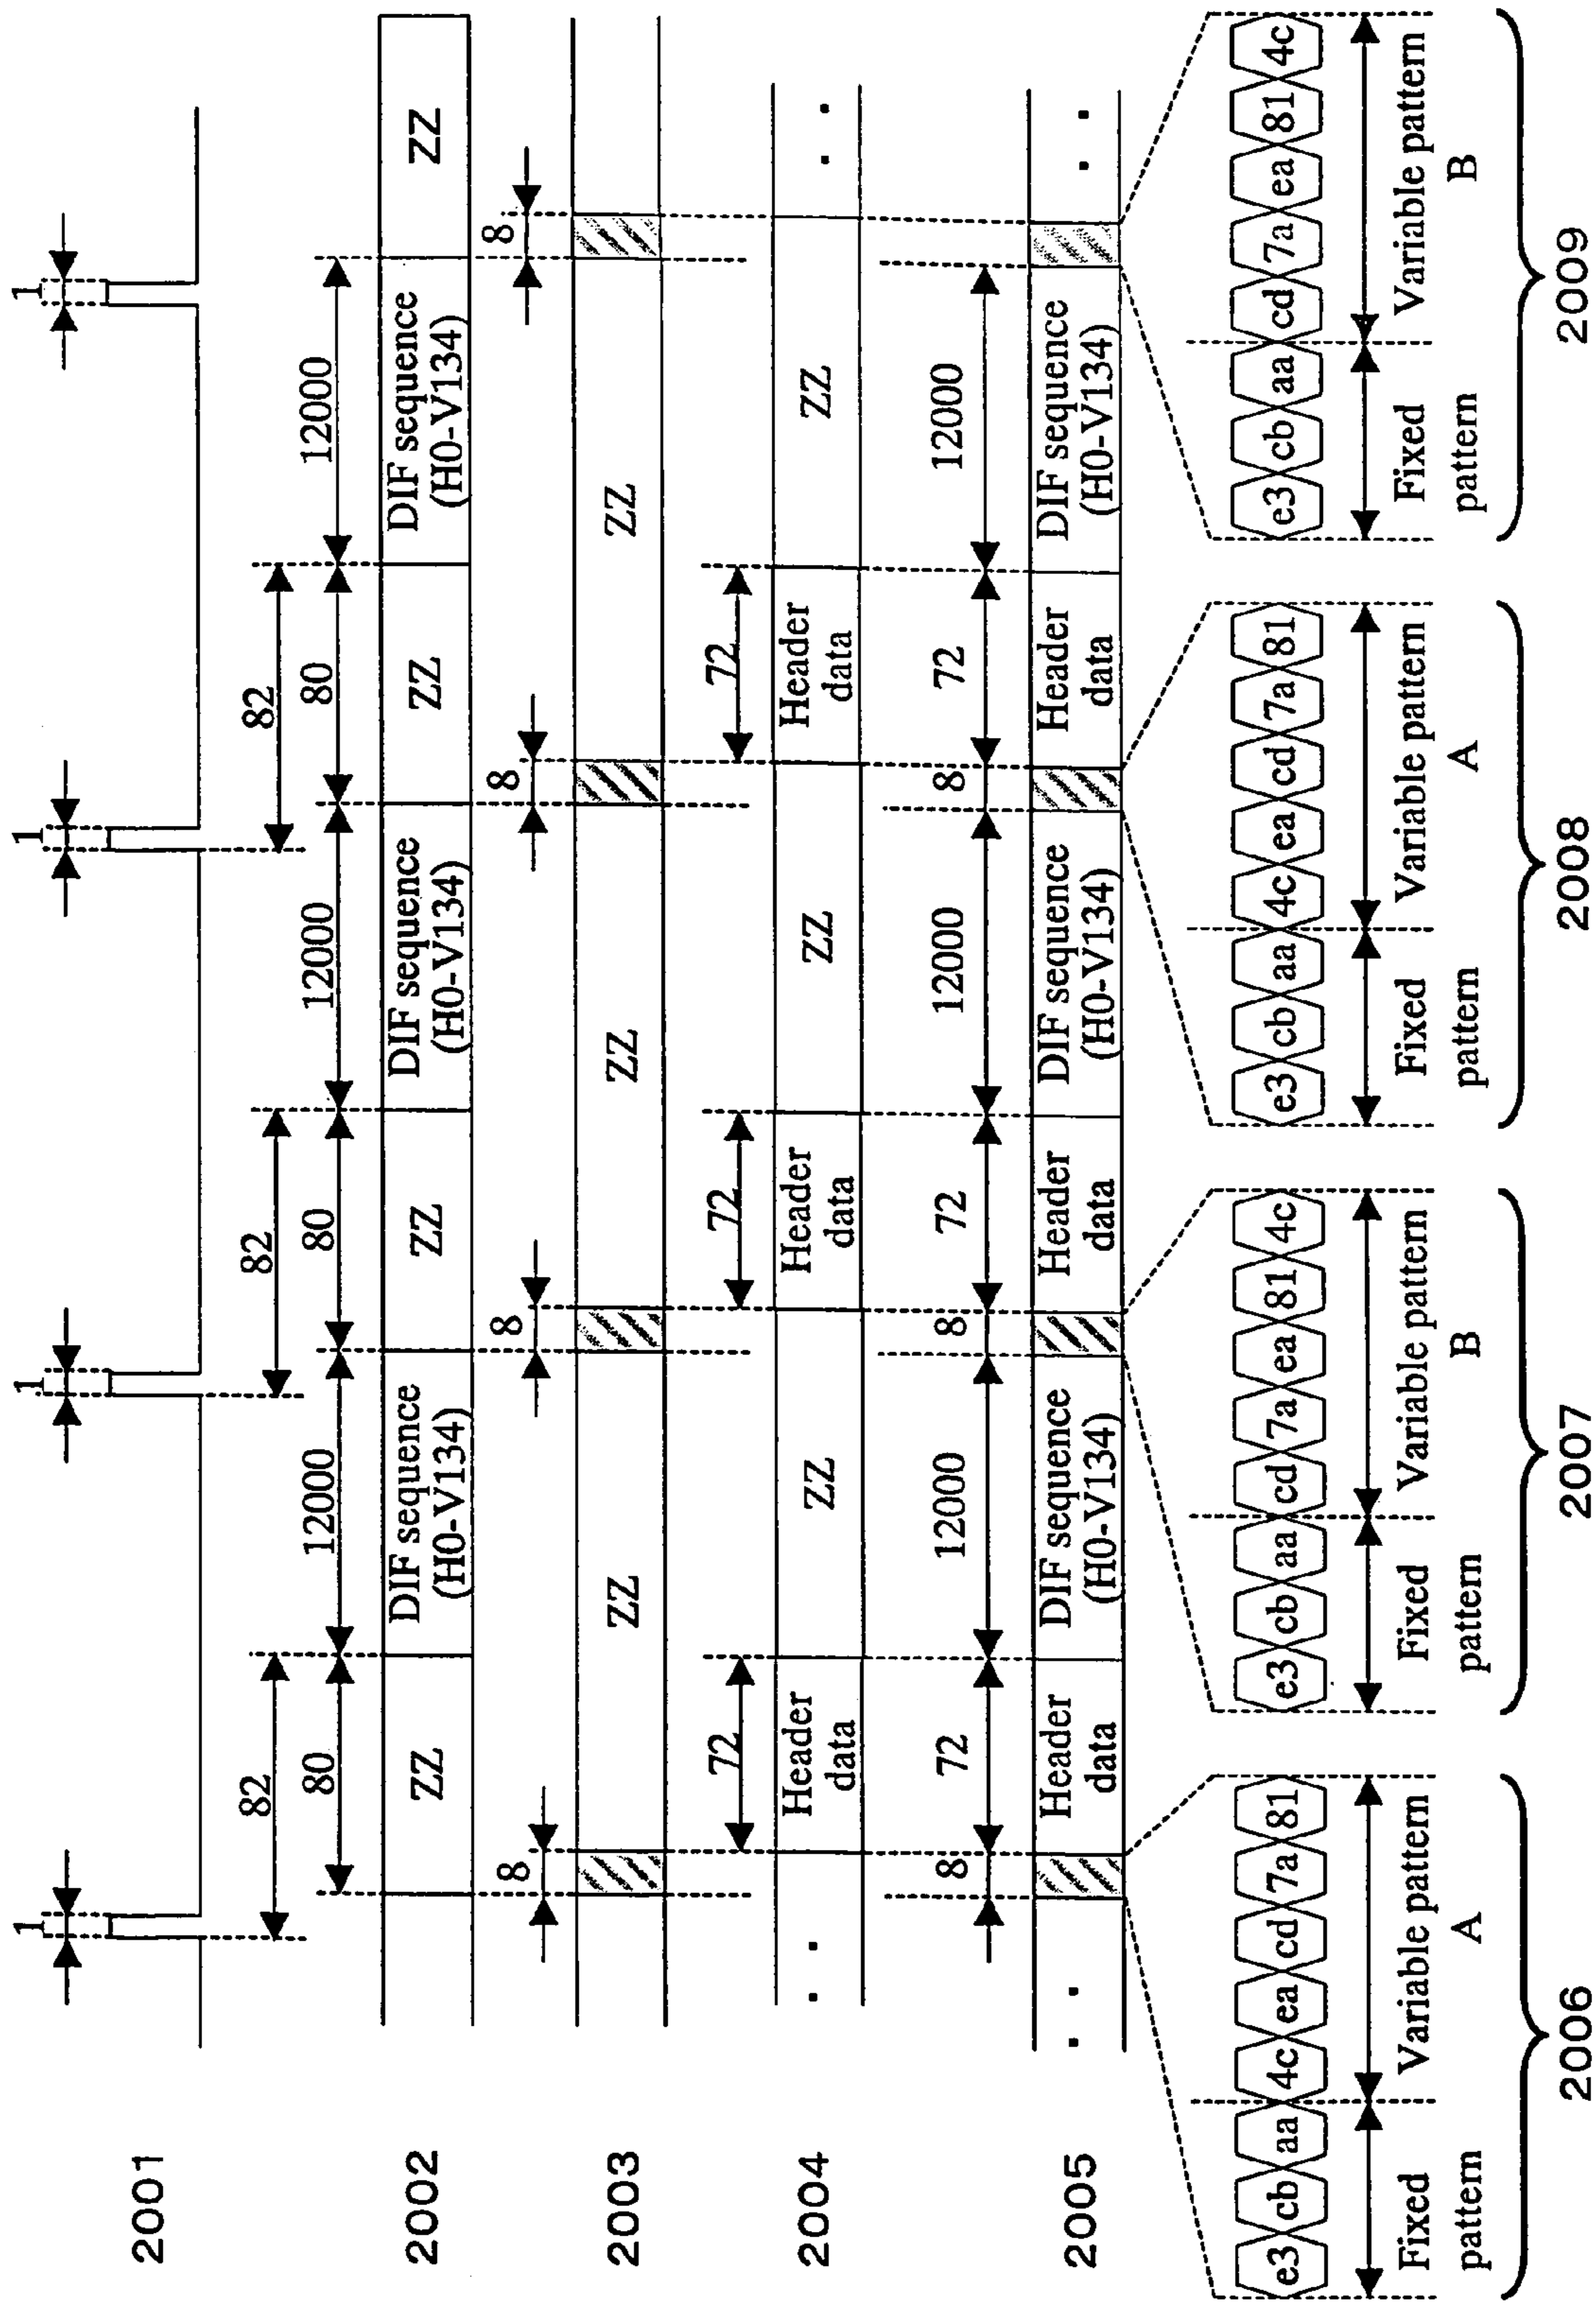 2001
1
1
1
1
82
82
82
80
12000
80
12000
80
12000
2002
ZZ
DIF sequence
(H0-V134)
ZZ
DIF sequence
(H0-V134)
ZZ
DIF sequence
(H0-V134)
ZZ
8
8
8
8
2003
ZZ
ZZ
ZZ
72
72
72
2004
. .
Header
data
ZZ
Header
data
ZZ
Header
data
ZZ
. .
8
72
12000
8
72
12000
8
72
12000
2005
. .
Header
data
DIF sequence
(H0-V134)
Header
data
DIF sequence
(H0-V134)
Header
data
DIF sequence
(H0-V134)
. .
e3 cb aa 4c ea cd 7a 81
Fixed
pattern
Variable pattern
A
2006
e3 cb aa cd 7a ea 81 4c
Fixed
pattern
Variable pattern
B
2007
e3 cb aa 4c ea cd 7a 81
Fixed
pattern
Variable pattern
A
2008
e3 cb aa cd 7a ea 81 4c
Fixed
pattern
Variable pattern
B
2009